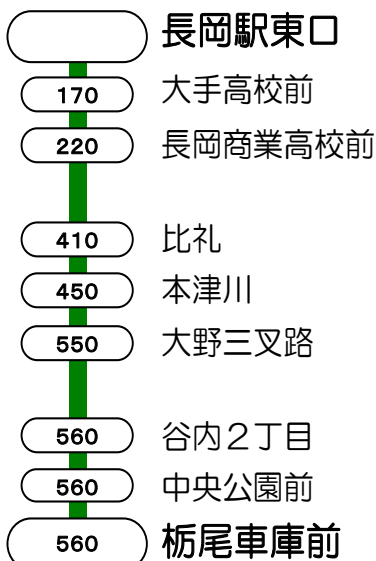 長岡駅東口
170 大手高校前
220 長岡商業高校前
410 比礼
450 本津川
550 大野三叉路
560 谷内２丁目
560 中央公園前
560 栃尾車庫前